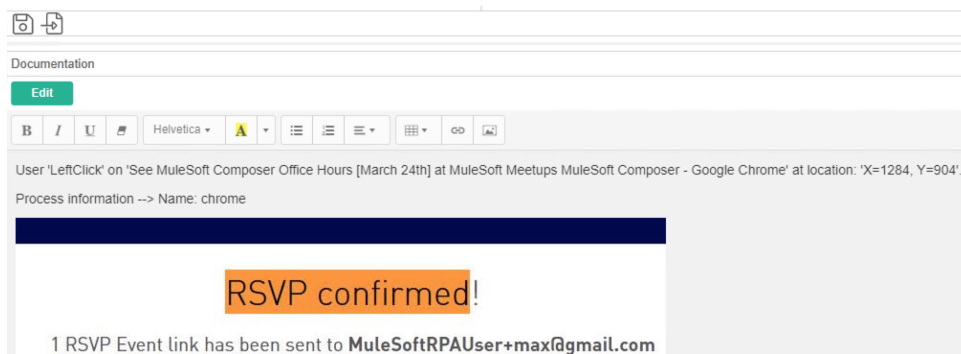 Documentation
Edit
B I U Helvetica A
User 'LeftClick' on 'See MuleSoft Composer Office Hours [March 24th] at MuleSoft Meetups MuleSoft Composer - Google Chrome' at location: 'X=1284, Y=904'.
Process information --> Name: chrome
RSVP confirmed!
1 RSVP Event link has been sent to MuleSoftRPAUser+max@gmail.com